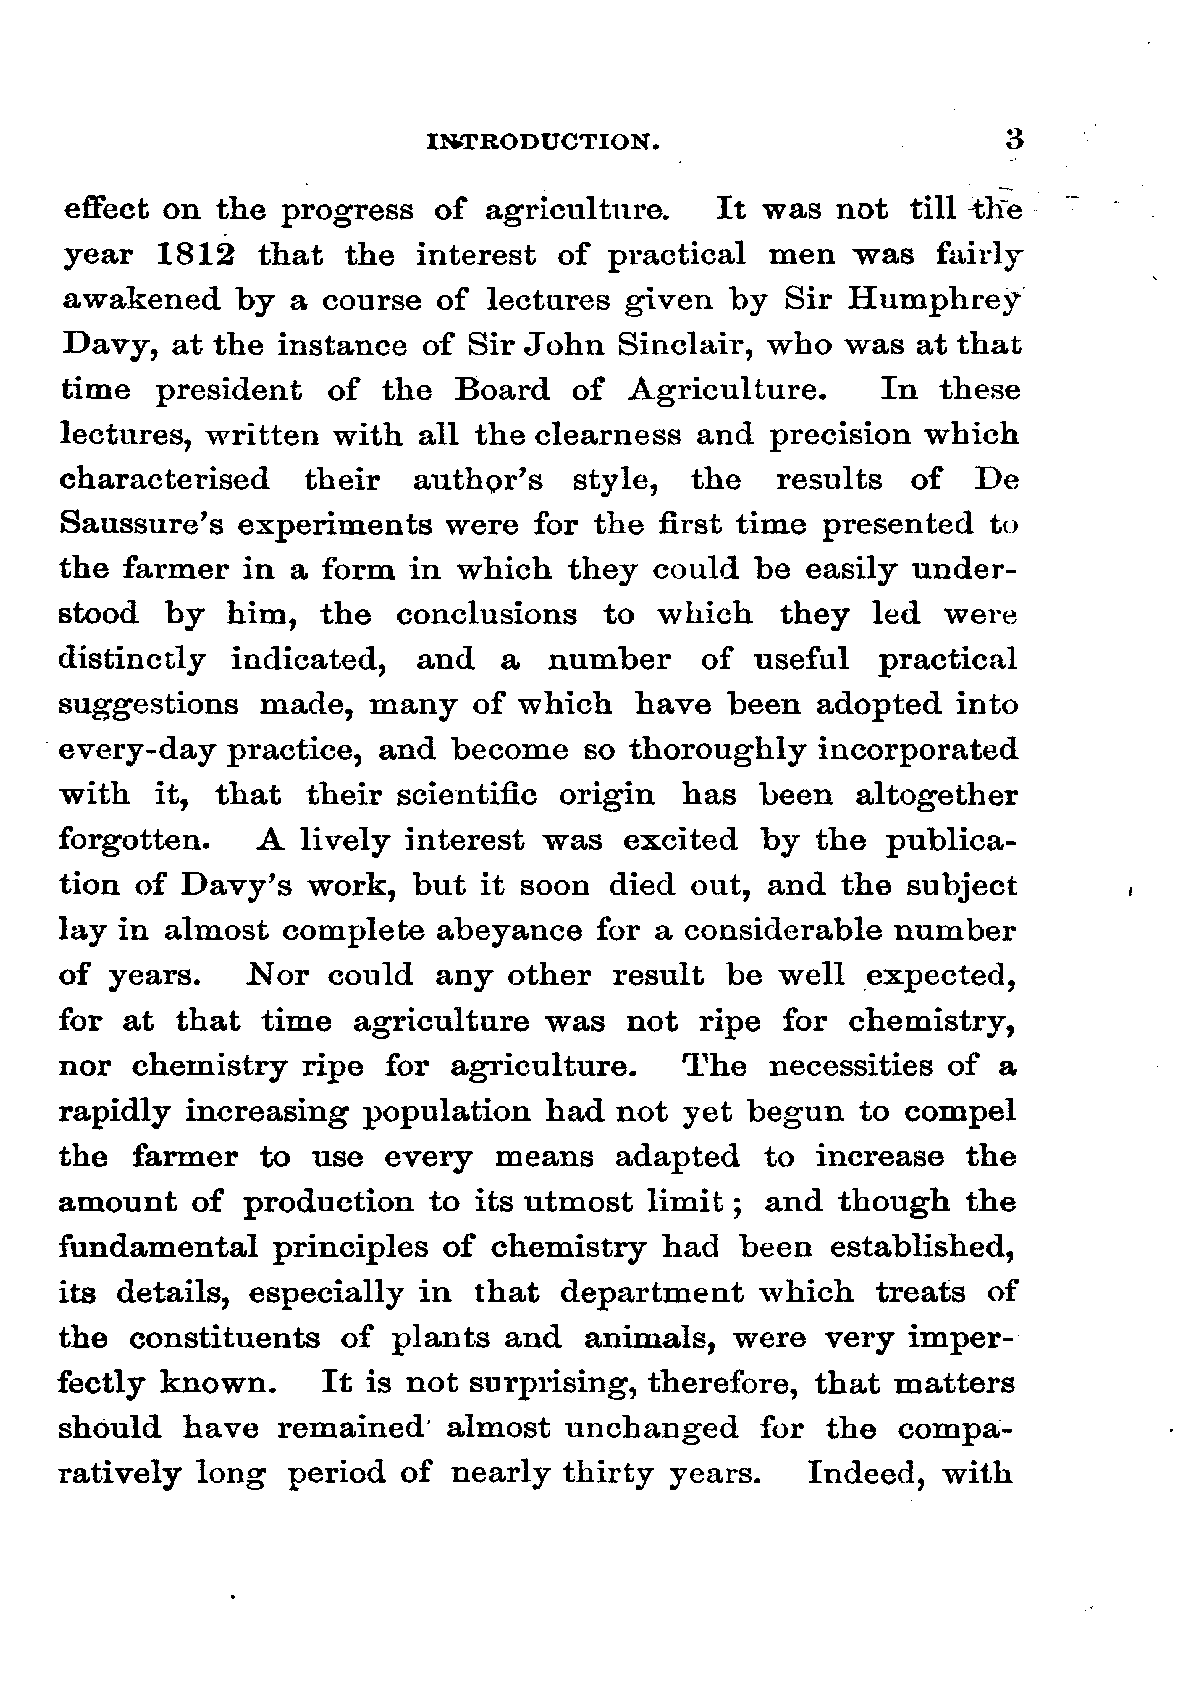 INTRODUCTION. 3
effect on the progress of agriculture. It was not till the
year 1812 that the interest of practical men was fairly
awakened by a course of lectures given by Sir Humphrey
Davy, at the instance of Sir John Sinclair, who was at that
time president of the Board of Agriculture. In these
lectures, written with all the clearness and precision which
characterised their author's style, the results of De
Saussure's experiments were for the first time presented to
the farmer in a form in which they could be easily under-
stood by him, the conclusions to which they led were
distinctly indicated, and a number of useful practical
suggestions made, many of which have been adopted into
every-day practice, and become so thoroughly incorporated
with it, that their scientific origin has been altogether
forgotten. A lively interest was excited by the publica-
tion of Davy's work, but it soon died out, and the subject
lay in almost complete abeyance for a considerable number
of years. Nor could any other result be well expected,
for at that time agriculture was not ripe for chemistry,
nor chemistry ripe for agriculture. The necessities of a
rapidly increasing population had not yet begun to compel
the farmer to use every means adapted to increase the
amount of production to its utmost limit ; and though the
fundamental principles of chemistry had been established,
its details, especially in that department which treats of
the constituents of plants and animals, were very imper-
fectly known. It is not surprising, therefore, that matters
should have remained almost unchanged for the compa-
ratively long period of nearly thirty years. Indeed, with